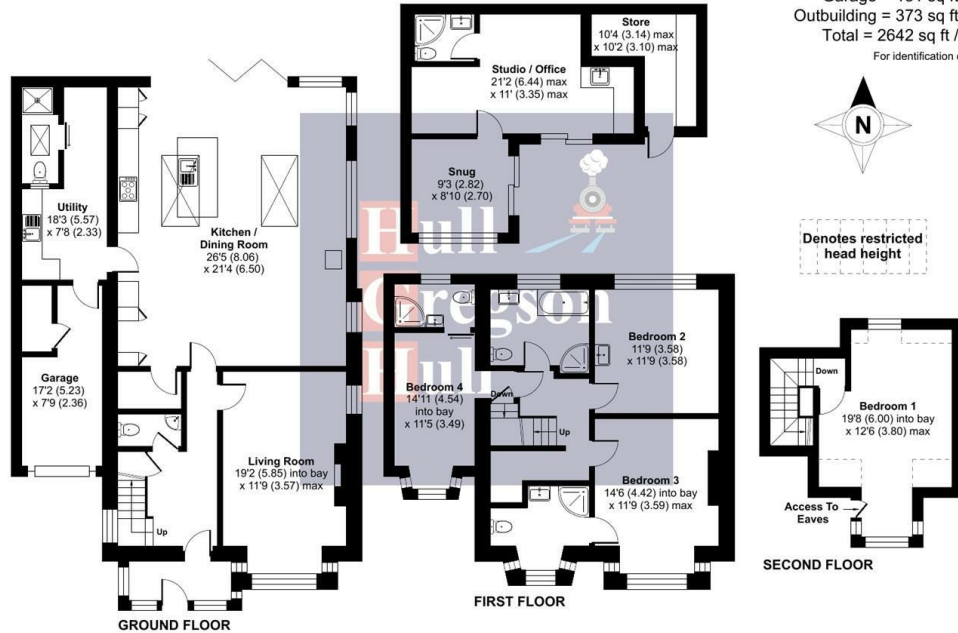 Outbuilding = 373 sq ft
Total = 2642 sq ft /
For identification
N
Denotes restricted
head height
Store
10'4 (3.14) max
x 10'2 (3.10) max
Studio / Office
21'2 (6.44) max
x 11' (3.35) max
Snug
9'3 (2.82)
x 8'10 (2.70)
Utility
18'3 (5.57)
x 7'8 (2.33)
Kitchen /
Dining Room
26'5 (8.06)
x 21'4 (6.50)
Garage
17'2 (5.23)
x 7'9 (2.36)
Living Room
19'2 (5.85) into bay
x 11'9 (3.57) max
Up
GROUND FLOOR
Hull
Gregson
Hull
Bedroom 2
11'9 (3.58)
x 11'9 (3.58)
Bedroom 4
14'11 (4.54)
into bay
x 11'5 (3.49)
Down
Up
Bedroom 3
14'6 (4.42) into bay
x 11'9 (3.59) max
FIRST FLOOR
Down
Bedroom 1
19'8 (6.00) into bay
x 12'6 (3.80) max
Access To
Eaves
SECOND FLOOR